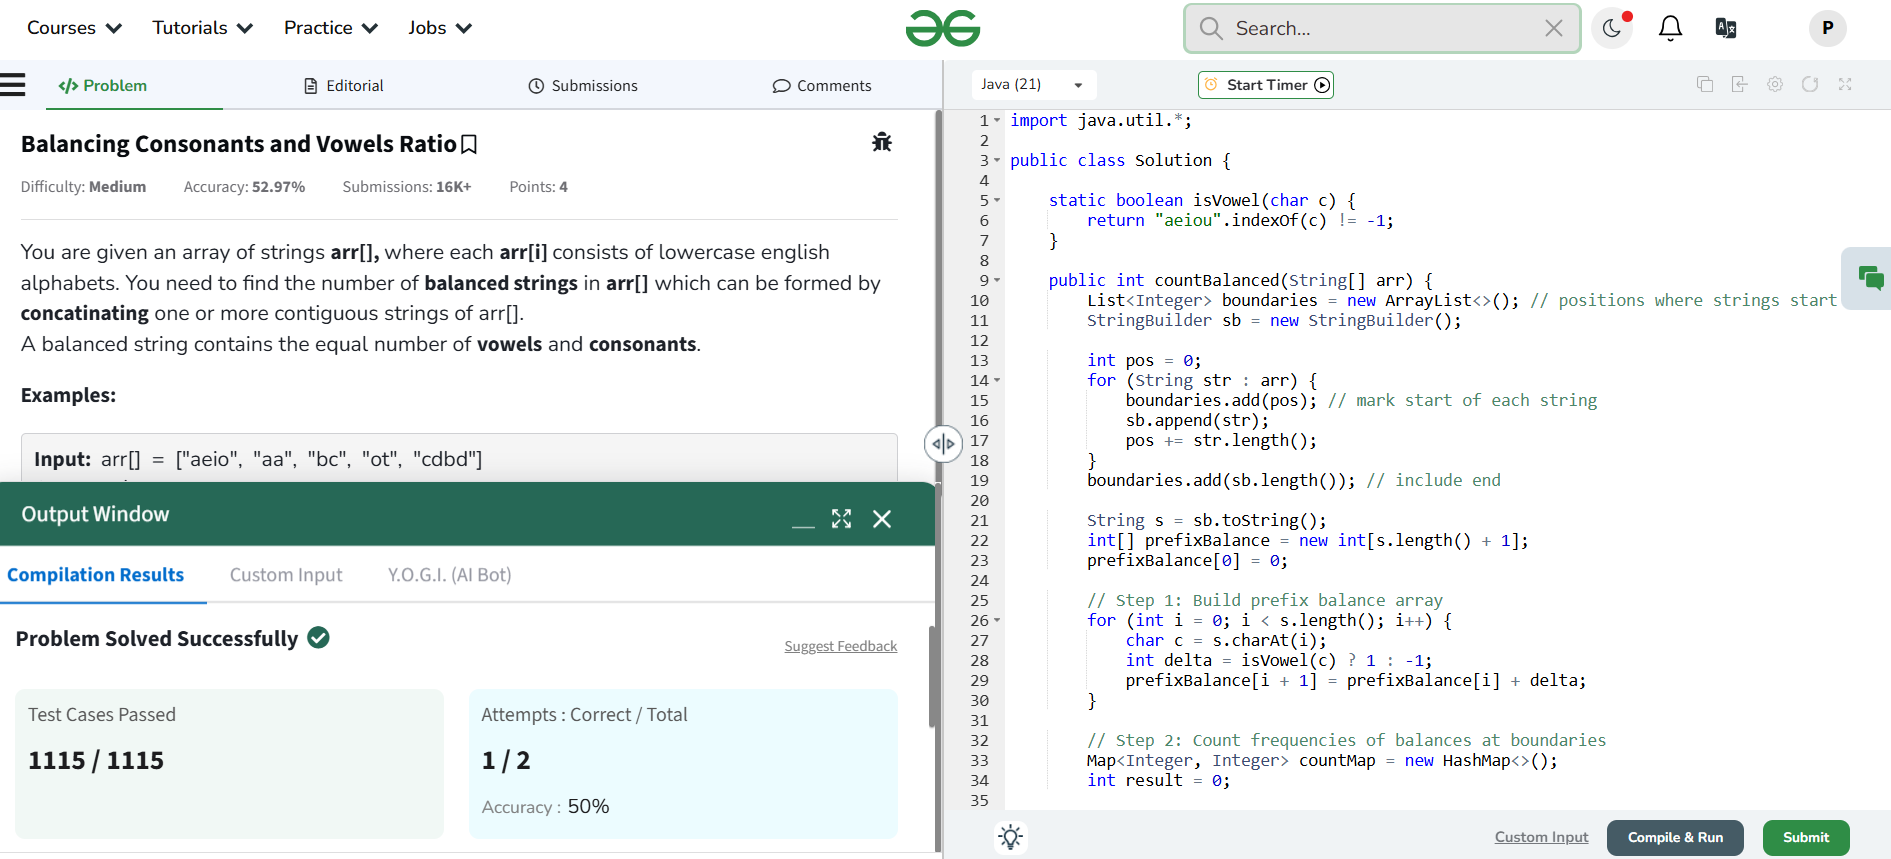 Courses Tutorials Practice Jobs Search... P
Problem Editorial Submissions Comments
Java (21) Start Timer
Balancing Consonants and Vowels Ratio
Difficulty: Medium Accuracy: 52.97% Submissions: 16K+ Points: 4
You are given an array of strings arr[], where each arr[i] consists of lowercase english
alphabets. You need to find the number of balanced strings in arr[] which can be formed by
concatinating one or more contiguous strings of arr[].
A balanced string contains the equal number of vowels and consonants.
Examples:
Input: arr[] = ["aeio", "aa", "bc", "ot", "cdbd"]
Output Window
Compilation Results Custom Input Y.O.G.I. (AI Bot)
Problem Solved Successfully
Suggest Feedback
Test Cases Passed
1115 / 1115
Attempts : Correct / Total
1 / 2
Accuracy : 50%
1 import java.util.*;
2
3 public class Solution {
4
5     static boolean isVowel(char c) {
6         return "aeiou".indexOf(c) != -1;
7     }
8
9     public int countBalanced(String[] arr) {
10         List<Integer> boundaries = new ArrayList<>(); // positions where strings start
11         StringBuilder sb = new StringBuilder();
12
13         int pos = 0;
14         for (String str : arr) {
15             boundaries.add(pos); // mark start of each string
16             sb.append(str);
17             pos += str.length();
18         }
19         boundaries.add(sb.length()); // include end
20
21         String s = sb.toString();
22         int[] prefixBalance = new int[s.length() + 1];
23         prefixBalance[0] = 0;
24
25         // Step 1: Build prefix balance array
26         for (int i = 0; i < s.length(); i++) {
27             char c = s.charAt(i);
28             int delta = isVowel(c) ? 1 : -1;
29             prefixBalance[i + 1] = prefixBalance[i] + delta;
30         }
31
32         // Step 2: Count frequencies of balances at boundaries
33         Map<Integer, Integer> countMap = new HashMap<>();
34         int result = 0;
35
Custom Input Compile & Run Submit